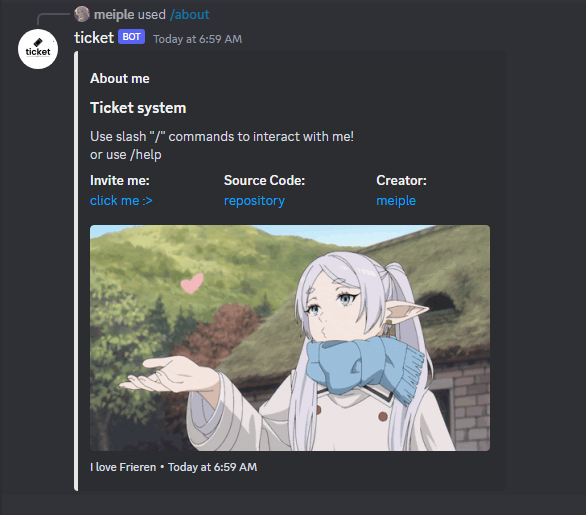 meiple used /about
ticket
ticket BOT Today at 6:59 AM
About me
Ticket system
Use slash "/" commands to interact with me!
or use /help
Invite me: Source Code: Creator:
click me :> repository meiple
I love Frieren • Today at 6:59 AM